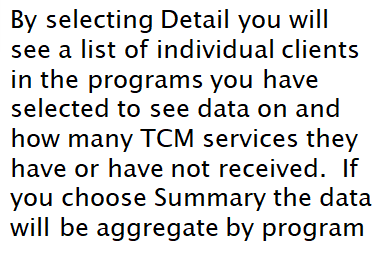 By selecting Detail you will
see a list of individual clients
in the programs you have
selected to see data on and
how many TCM services they
have or have not received.  If
you choose Summary the data
will be aggregate by program